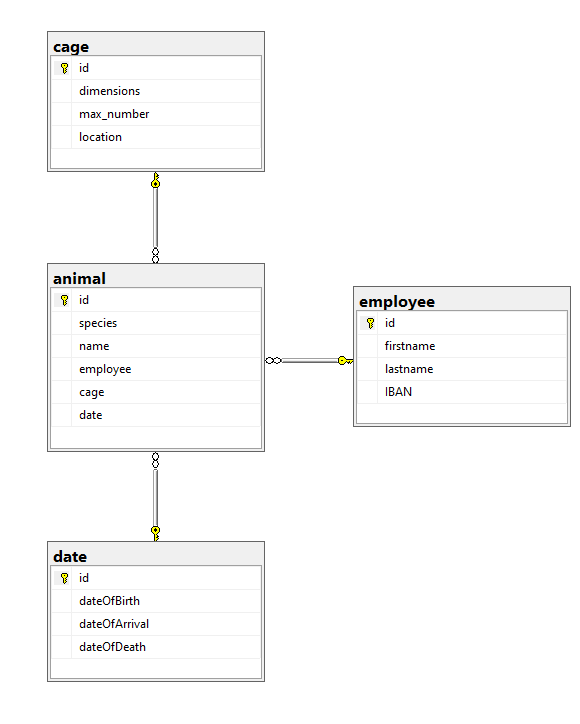 cage
id
dimensions
max_number
location
animal
id
species
name
employee
cage
date
employee
id
firstname
lastname
IBAN
date
id
dateOfBirth
dateOfArrival
dateOfDeath